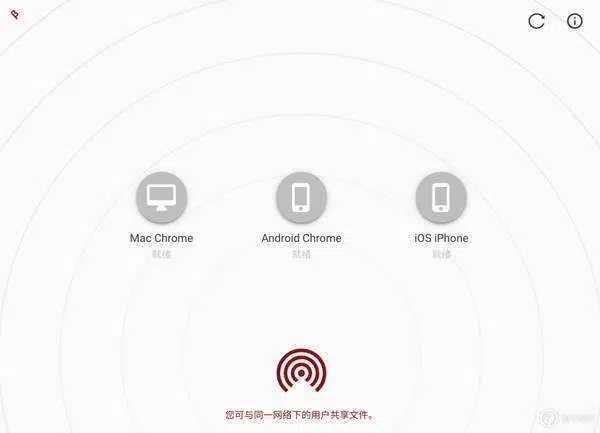 β
Mac Chrome
Android Chrome
iOS iPhone
就绪
就绪
就绪
您可与同一网络下的用户共享文件。